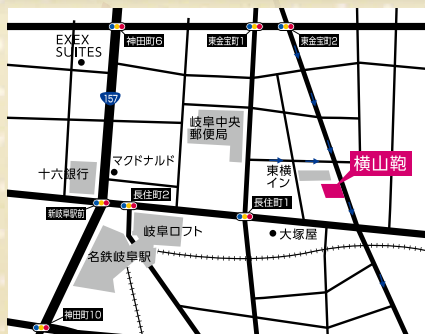 EXEX
SUITES
神田町6
東金宝町1
東金宝町2
157
岐阜中央
郵便局
十六銀行
マクドナルド
東横
イン
横山鞄
長住町2
長住町1
新岐阜駅前
岐阜ロフト
大塚屋
名鉄岐阜駅
神田町10